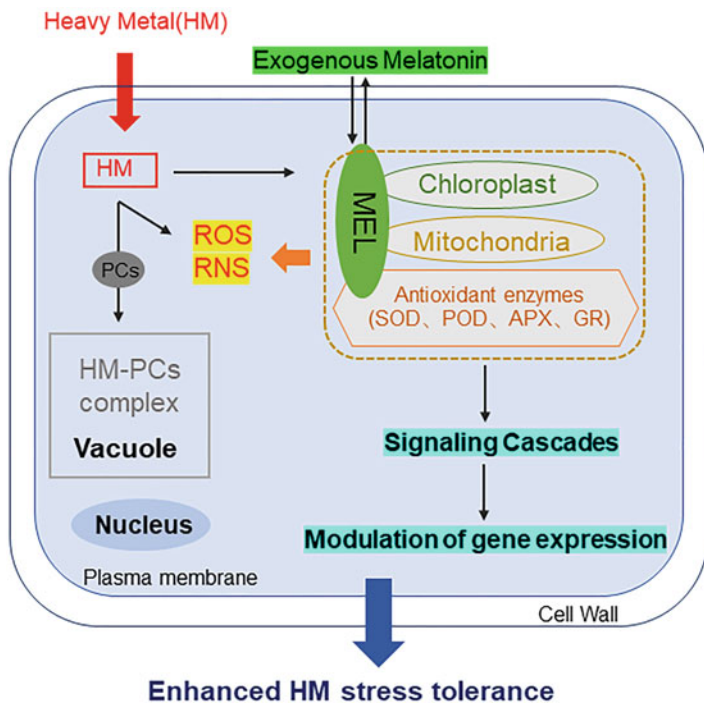 Heavy Metal(HM)
Exogenous Melatonin
HM
MEL
Chloroplast
ROS
RNS
Mitochondria
PCs
Antioxidant enzymes
(SOD、POD、APX、GR)
HM-PCs
complex
Vacuole
Signaling Cascades
Nucleus
Modulation of gene expression
Plasma membrane
Cell Wall
Enhanced HM stress tolerance